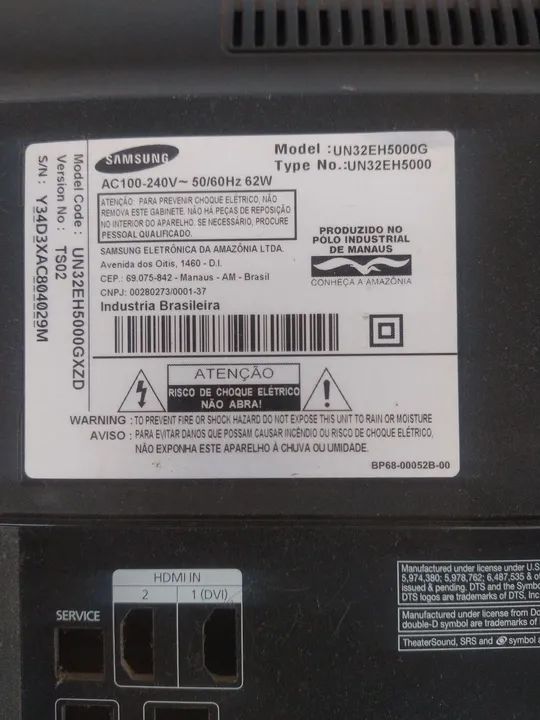 SAMSUNG
Model :UN32EH5000G
Type No.:UN32EH5000
AC100-240V~ 50/60Hz 62W
ATENÇÃO: PARA PREVENIR CHOQUE ELÉTRICO, NÃO
REMOVA ESTE GABINETE. NÃO HÁ PEÇAS DE REPOSIÇÃO
NO INTERIOR DO APARELHO. SE NECESSÁRIO, PROCURE
PESSOAL QUALIFICADO.
SAMSUNG ELETRÔNICA DA AMAZÔNIA LTDA.
Avenida dos Oitis, 1460 - D.I.
CEP.: 69.075-842 - Manaus - AM - Brasil
CNPJ: 00280273/0001-37
Industria Brasileira
PRODUZIDO NO
PÓLO INDUSTRIAL
DE MANAUS
CONHEÇA A AMAZÔNIA
Model Code : UN32EH5000GXZD
Version No : TS02
S/N : Y34D3XAC804029M
ATENÇÃO
RISCO DE CHOQUE ELÉTRICO
NÃO ABRA!
WARNING : TO PREVENT FIRE OR SHOCK HAZARD DO NOT EXPOSE THIS UNIT TO RAIN OR MOISTURE
AVISO : PARA EVITAR DANOS QUE POSSAM CAUSAR INCÊNDIO OU RISCO DE CHOQUE ELÉTRICO,
NÃO EXPONHA ESTE APARELHO À CHUVA OU UMIDADE.
BP68-00052B-00
HDMI IN
2
1 (DVI)
SERVICE
Manufactured under license under U.S
5,974,380; 5,978,762; 6,487,535 & o
issued & pending. DTS and the Symbo
DTS logos are trademarks of DTS, Inc
Manufactured under license from Do
double-D symbol are trademarks of
TheaterSound, SRS and symbol a